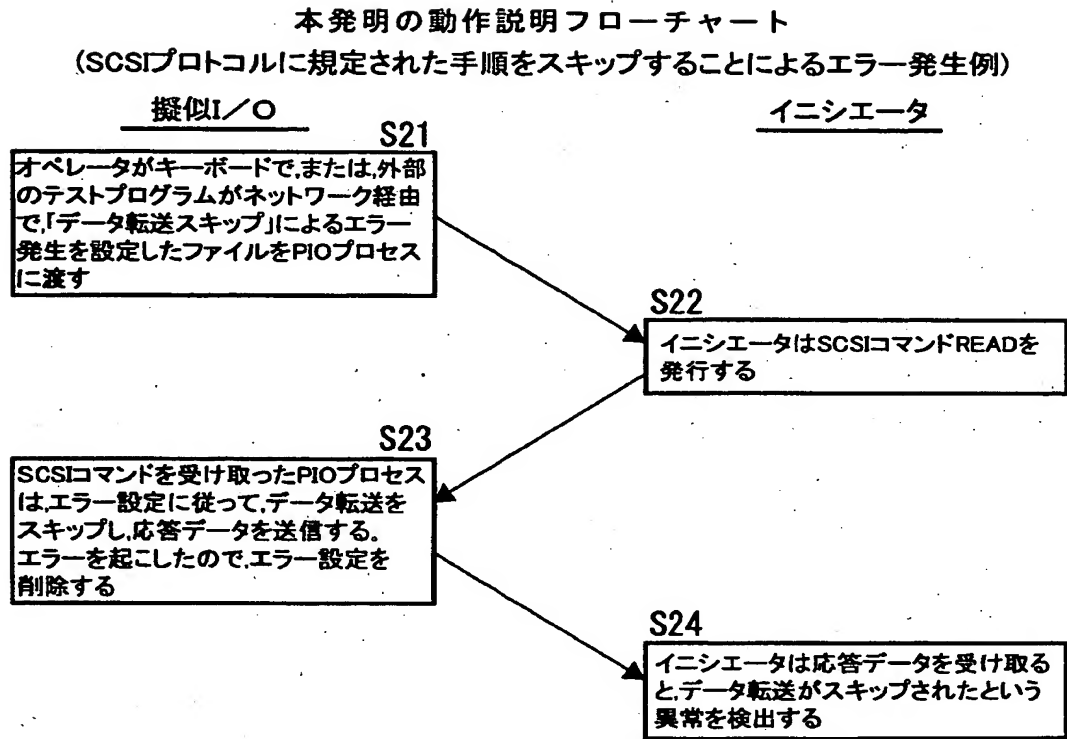 本発明の動作説明フローチャート
(SCSIプロトコルに規定された手順をスキップすることによるエラー発生例)
擬似I/O
イニシエータ
S21
オペレータがキーボードで,または,外部
のテストプログラムがネットワーク経由
で,「データ転送スキップ」によるエラー
発生を設定したファイルをPIOプロセス
に渡す
S22
イニシエータはSCSIコマンドREADを
発行する
S23
SCSIコマンドを受け取ったPIOプロセス
は,エラー設定に従って,データ転送を
スキップし,応答データを送信する。
エラーを起こしたので,エラー設定を
削除する
S24
イニシエータは応答データを受け取る
と,データ転送がスキップされたという
異常を検出する